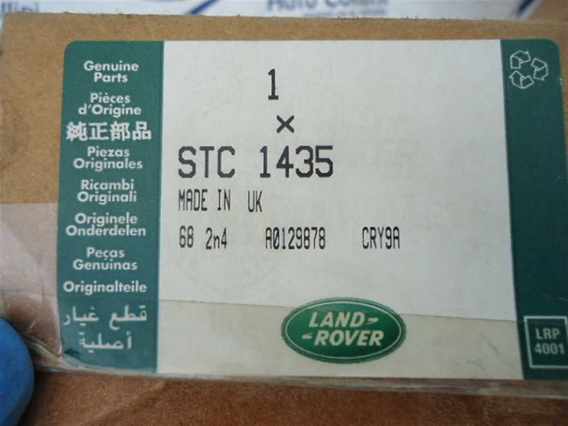 Genuine
Parts
Pièces
d'Origine
純正部品
Piezas
Originales
Ricambi
Originali
Originele
Onderdelen
Peças
Genuinas
Originalteile
قطع غيار
أصلية
1
×
STC 1435
MADE IN UK
68 2n4 A0129878 CRY9A
LAND-
-ROVER
LRP
4001